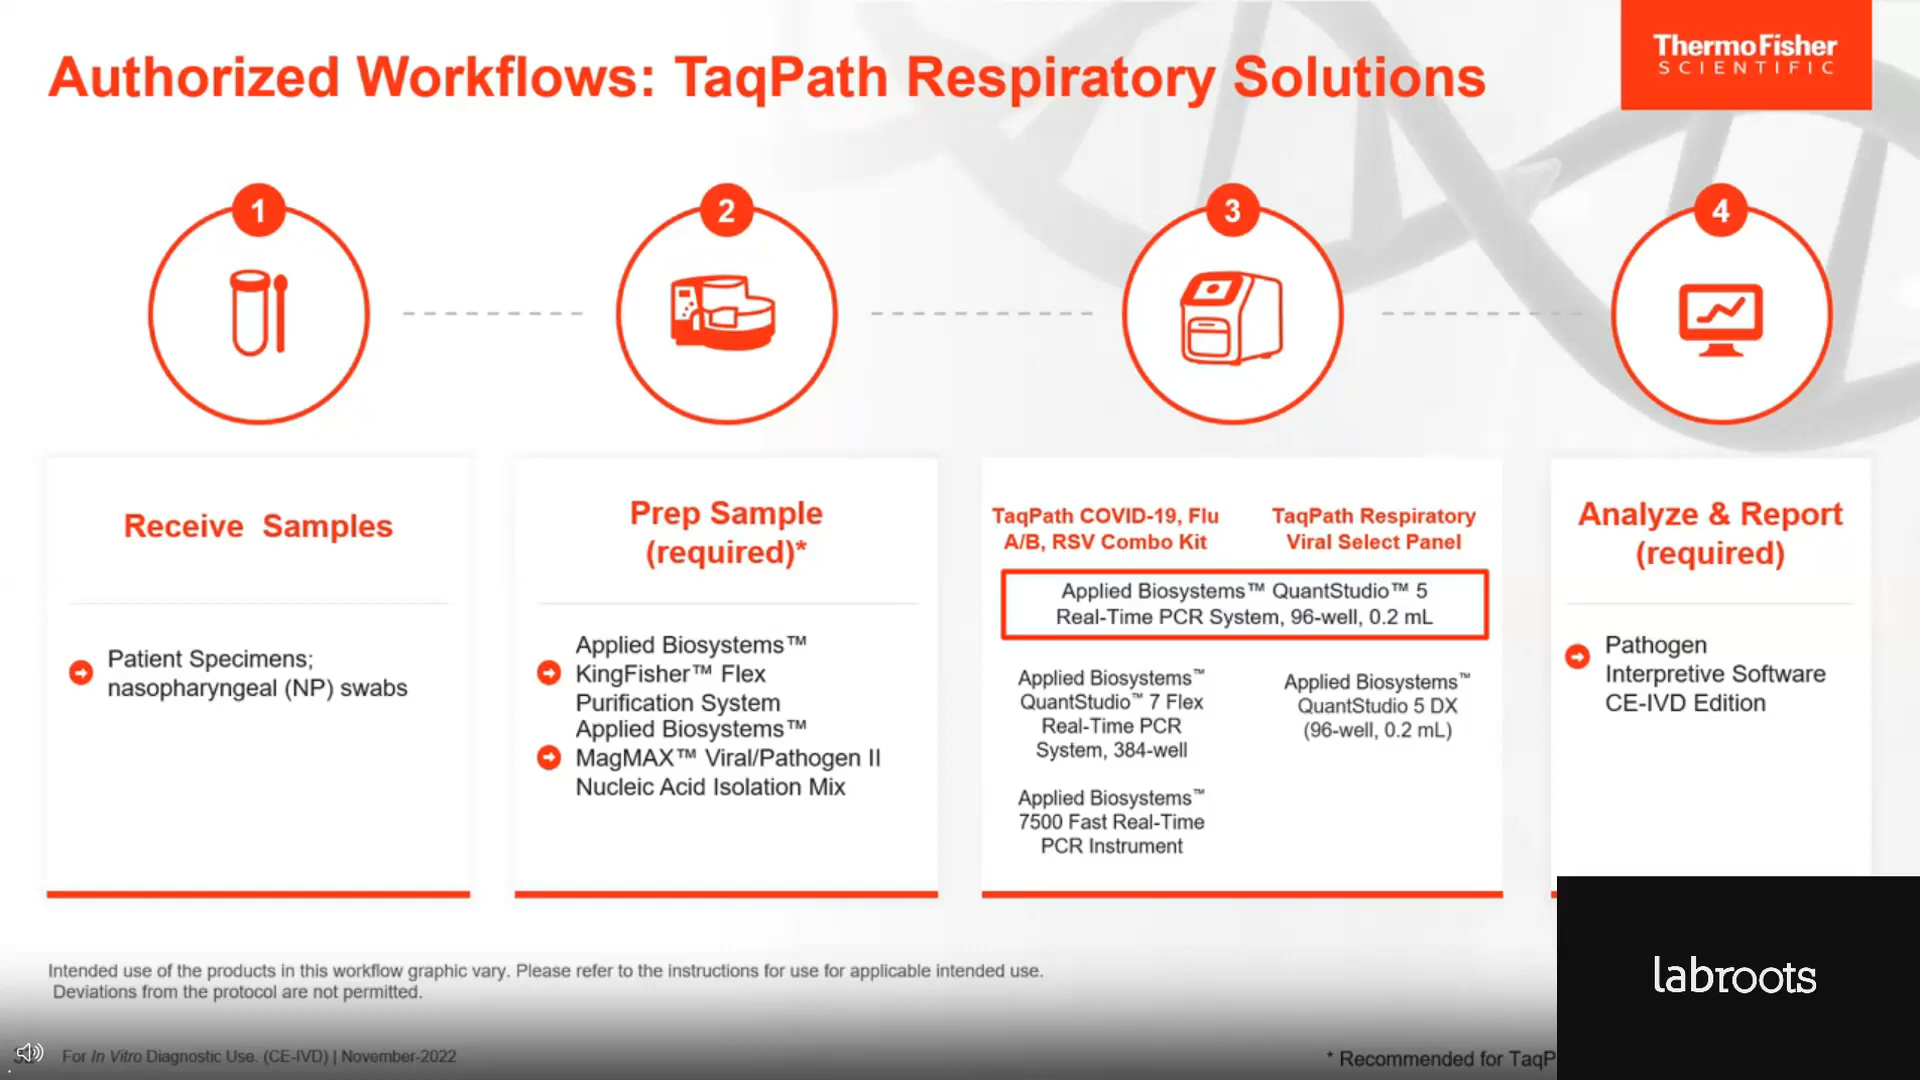 Authorized Workflows: TaqPath Respiratory Solutions
ThermoFisher
SCIENTIFIC
1
2
3
4
Receive Samples
Patient Specimens;
nasopharyngeal (NP) swabs
Prep Sample
(required)*
Applied Biosystems™
KingFisher™ Flex
Purification System
Applied Biosystems™
MagMAX™ Viral/Pathogen II
Nucleic Acid Isolation Mix
TaqPath COVID-19, Flu
A/B, RSV Combo Kit
TaqPath Respiratory
Viral Select Panel
Applied Biosystems™ QuantStudio™ 5
Real-Time PCR System, 96-well, 0.2 mL
Applied Biosystems™
QuantStudio™ 7 Flex
Real-Time PCR
System, 384-well
Applied Biosystems™
7500 Fast Real-Time
PCR Instrument
Applied Biosystems™
QuantStudio 5 DX
(96-well, 0.2 mL)
Analyze & Report
(required)
Pathogen
Interpretive Software
CE-IVD Edition
Intended use of the products in this workflow graphic vary. Please refer to the instructions for use for applicable intended use.
Deviations from the protocol are not permitted.
For In Vitro Diagnostic Use. (CE-IVD) | November-2022
* Recommended for TaqP
labroots